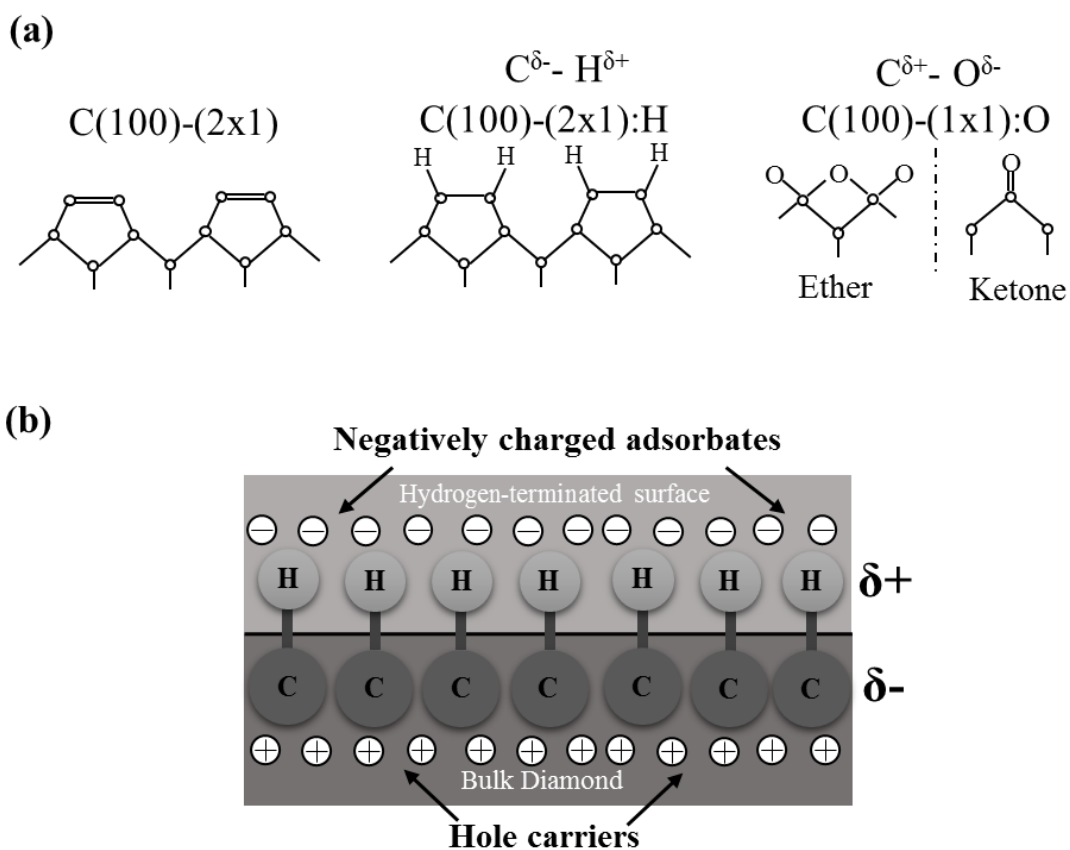 (a)
C(100)-(2x1)
Cδ-- Hδ+
C(100)-(2x1):H
H H H H
Cδ+- Oδ-
C(100)-(1x1):O
O O O O
Ether Ketone
(b)
Negatively charged adsorbates
Hydrogen-terminated surface
− − − − − − − − − − − −
H H H H H H H δ+
C C C C C C C δ-
+ + + + + + + + + + + +
Bulk Diamond
Hole carriers